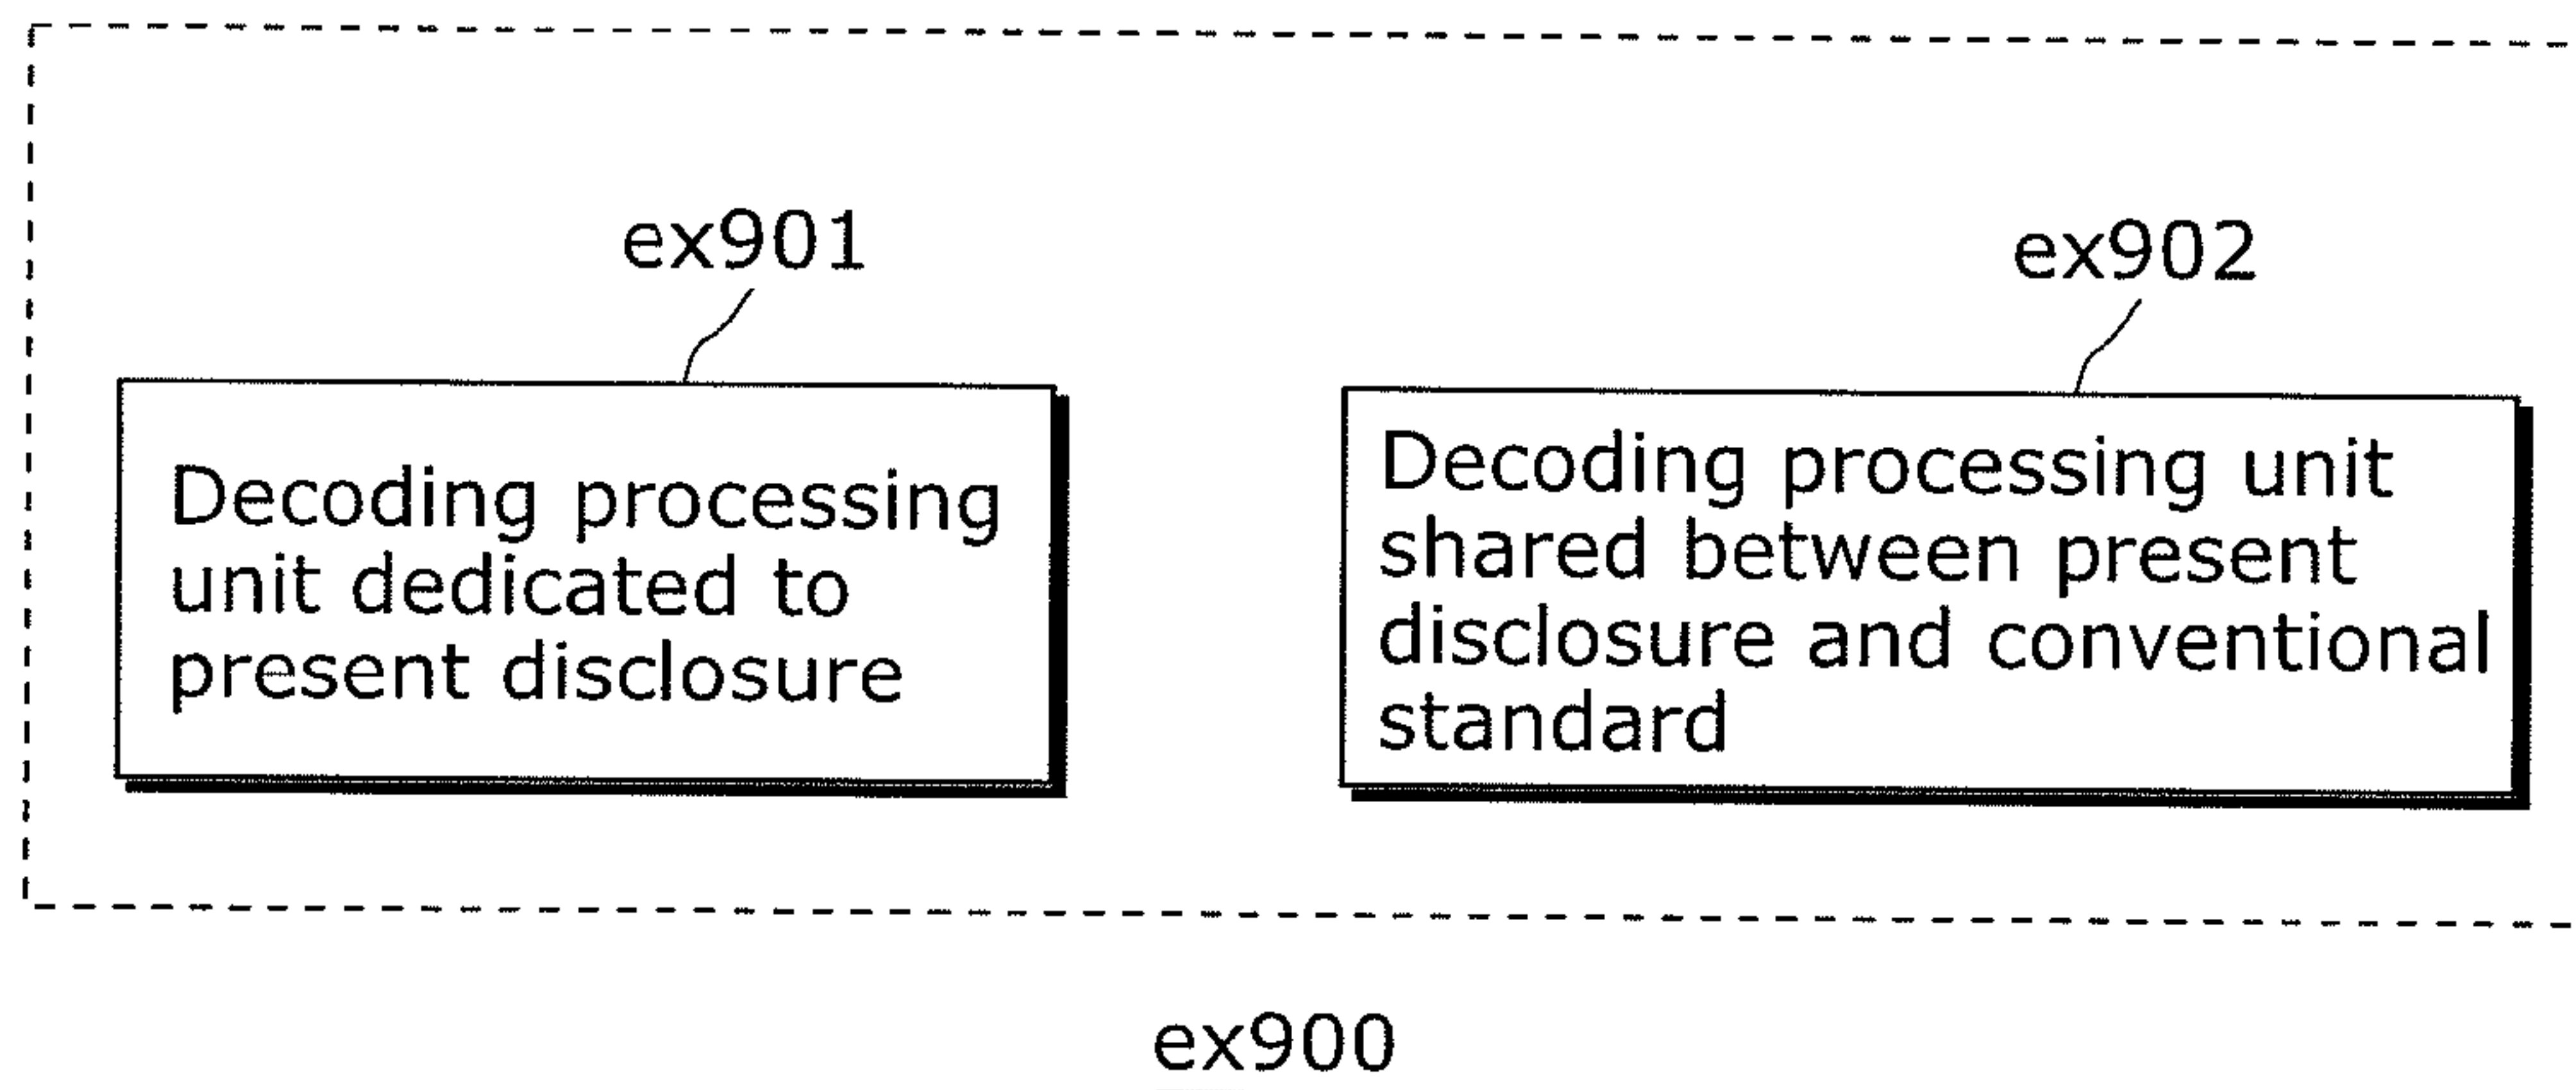 ex901
Decoding processing
unit dedicated to
present disclosure
ex902
Decoding processing unit
shared between present
disclosure and conventional
standard
ex900